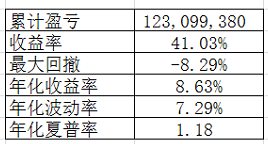 累计盈亏 123,099,380
收益率 41.03%
最大回撤 -8.29%
年化收益率 8.63%
年化波动率 7.29%
年化夏普率 1.18